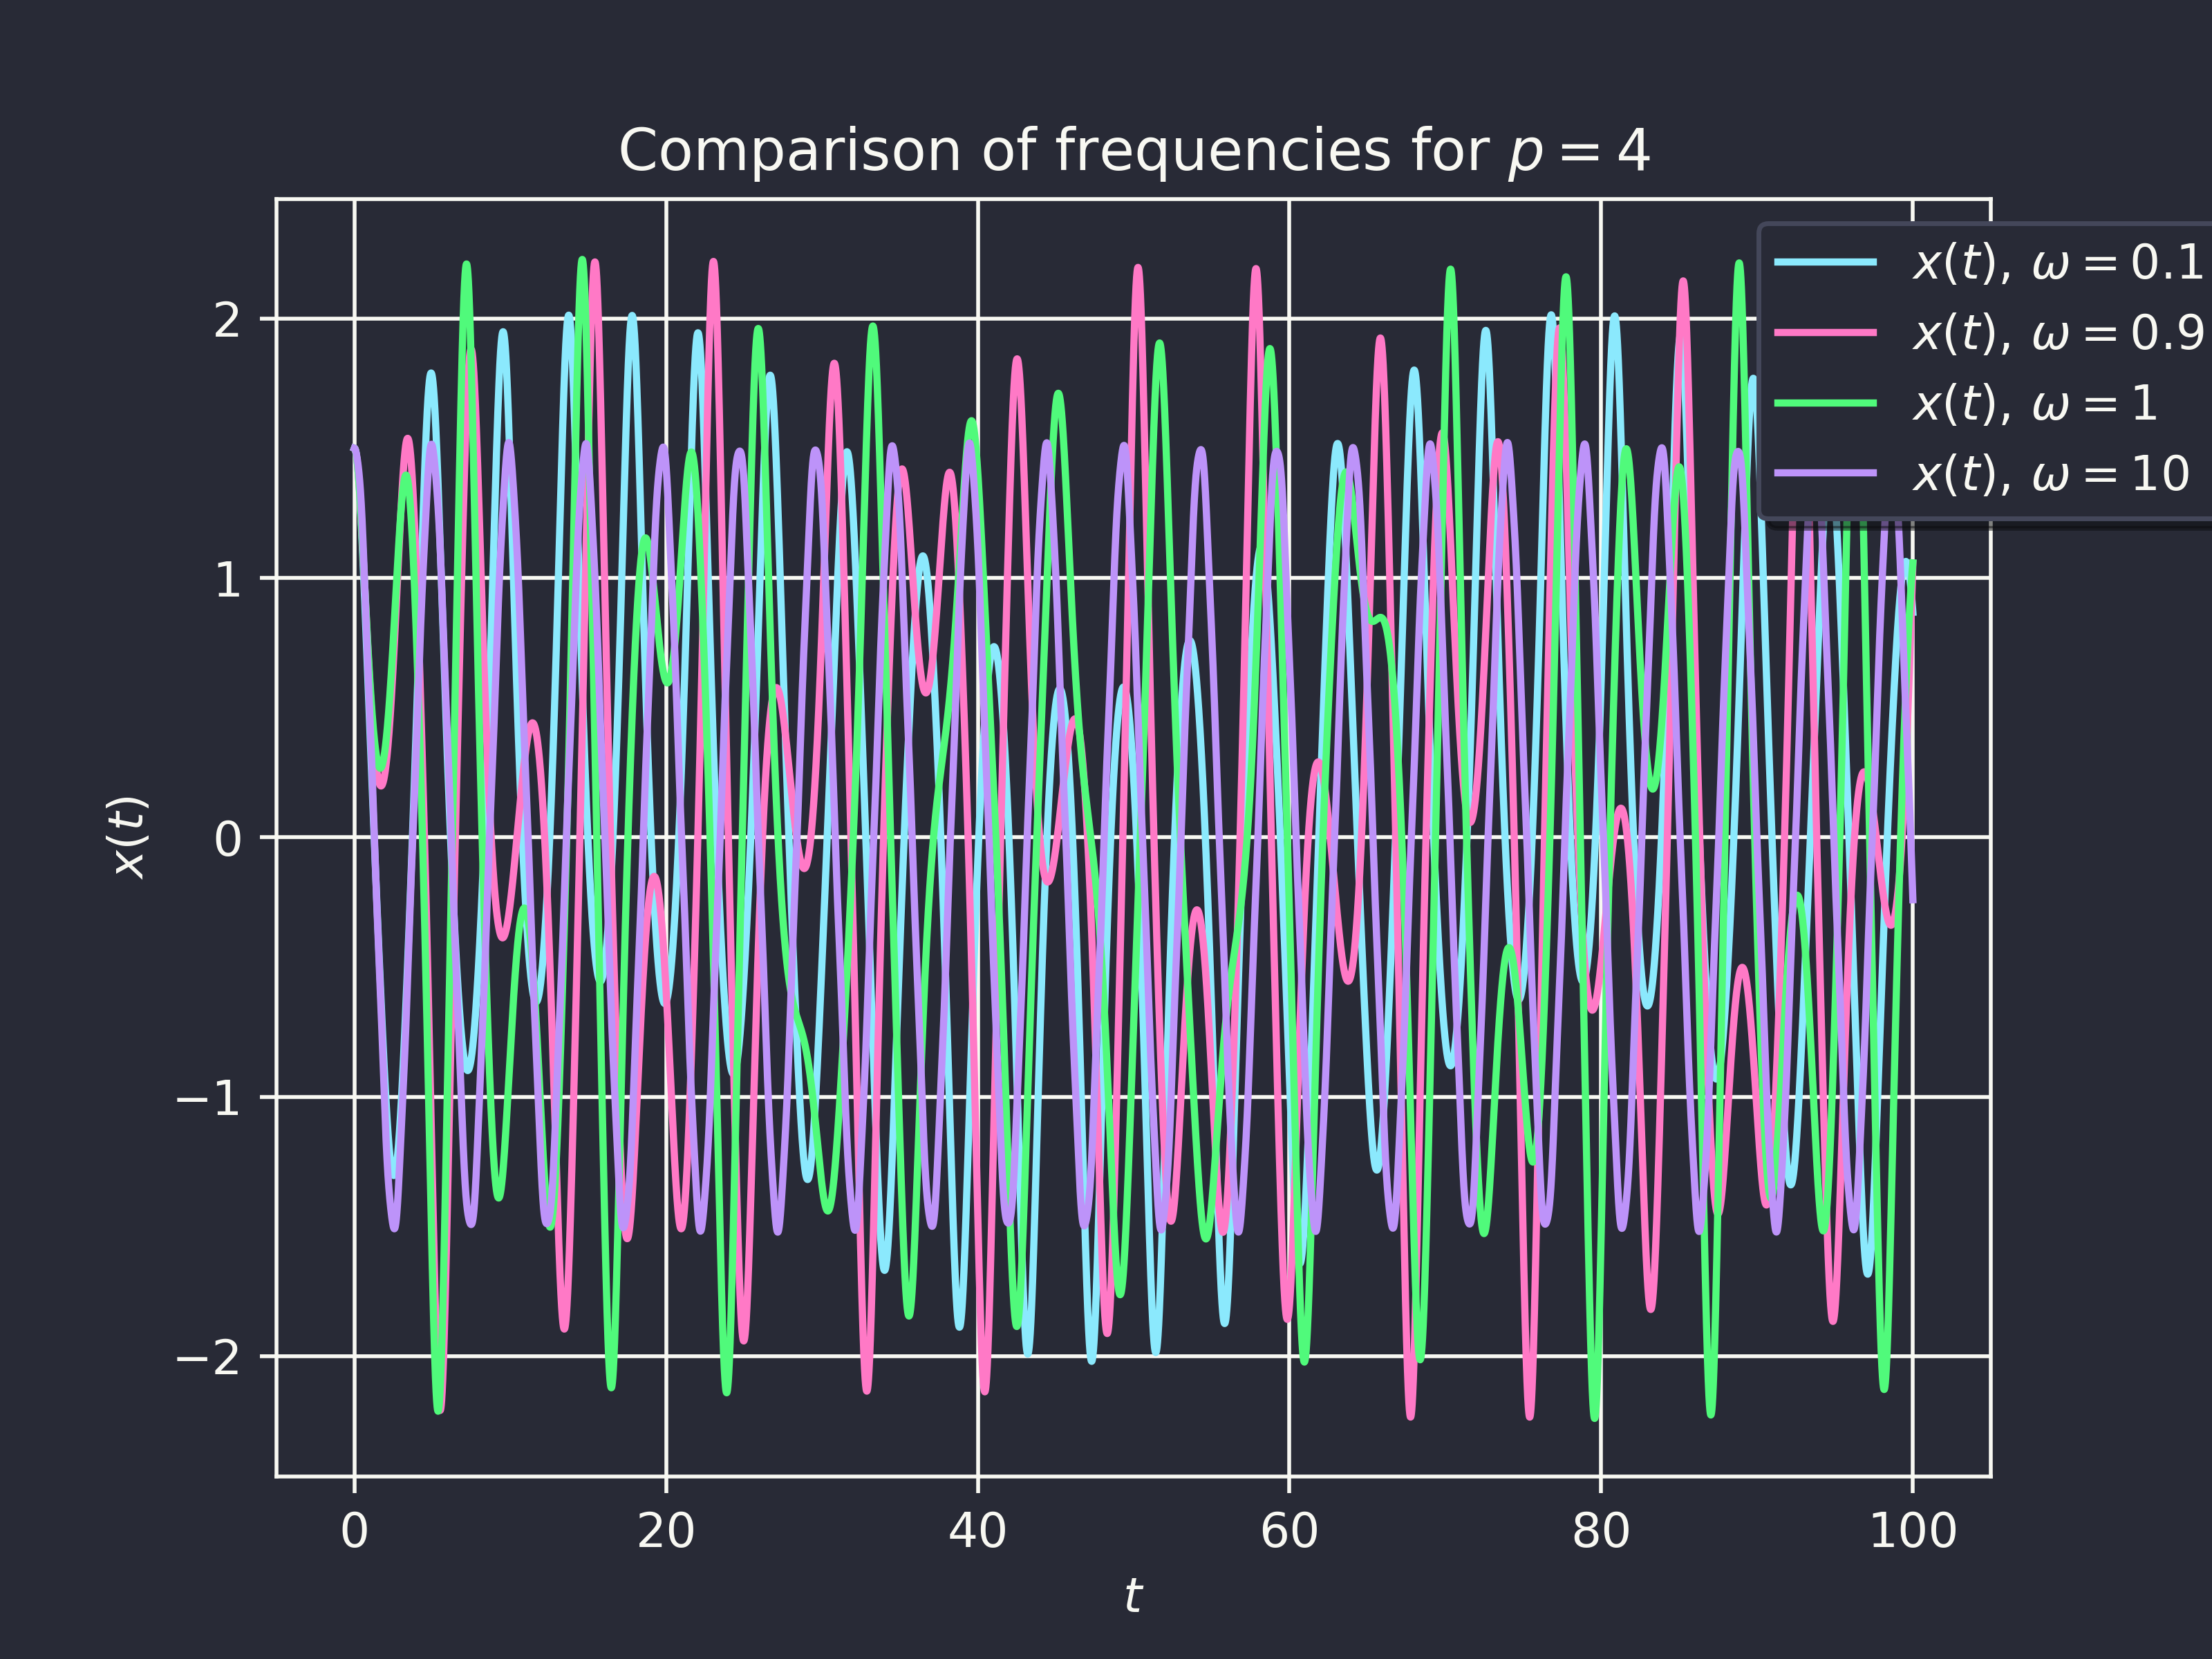 Comparison of frequencies for p = 4
x(t), ω = 0.1
x(t), ω = 0.9
x(t), ω = 1
x(t), ω = 10
2
1
0
−1
−2
x(t)
0 20 40 60 80 100
t